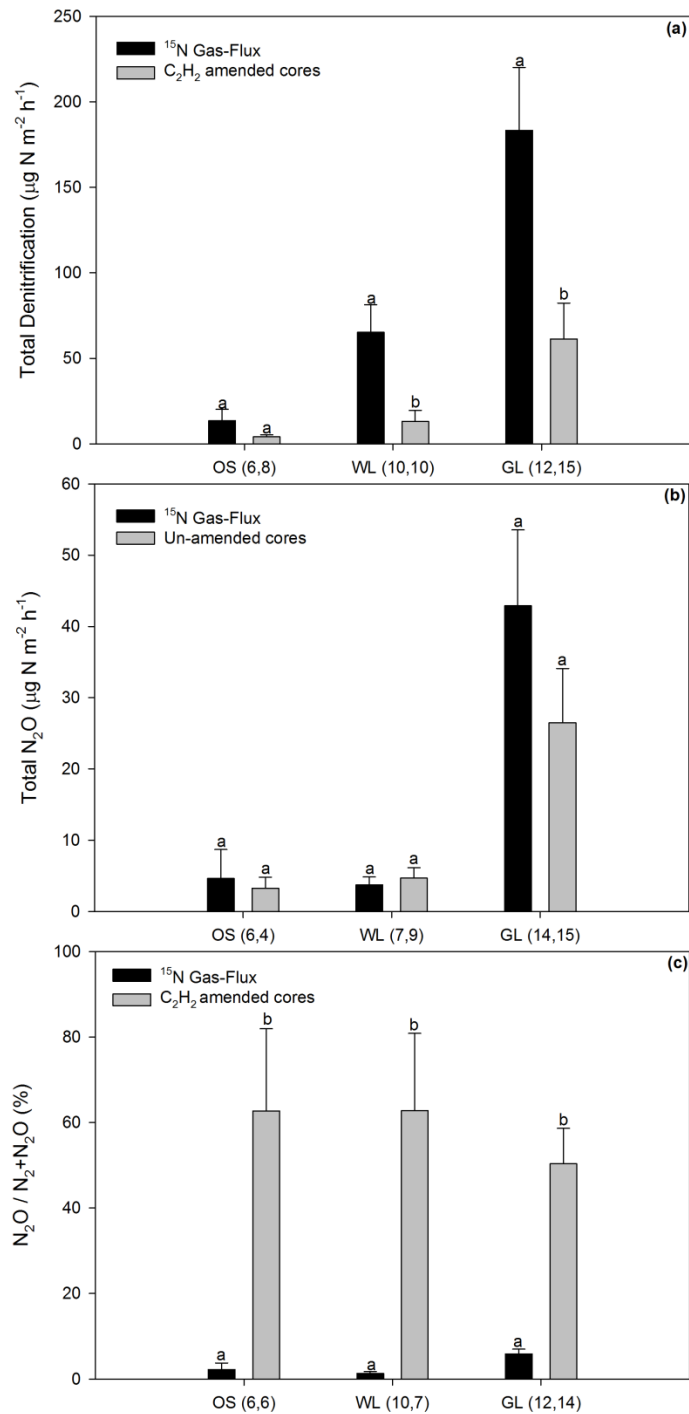 (a)
¹⁵N Gas-Flux
C₂H₂ amended cores
Total Denitrification (μg N m⁻² h⁻¹)
250
200
150
100
50
0
a
a
a
b
a
b
OS (6,8)
WL (10,10)
GL (12,15)
(b)
¹⁵N Gas-Flux
Un-amended cores
Total N₂O (μg N m⁻² h⁻¹)
60
50
40
30
20
10
0
a
a
a
a
a
a
OS (6,4)
WL (7,9)
GL (14,15)
(c)
¹⁵N Gas-Flux
C₂H₂ amended cores
N₂O / N₂+N₂O (%)
100
80
60
40
20
0
a
b
a
b
a
b
OS (6,6)
WL (10,7)
GL (12,14)